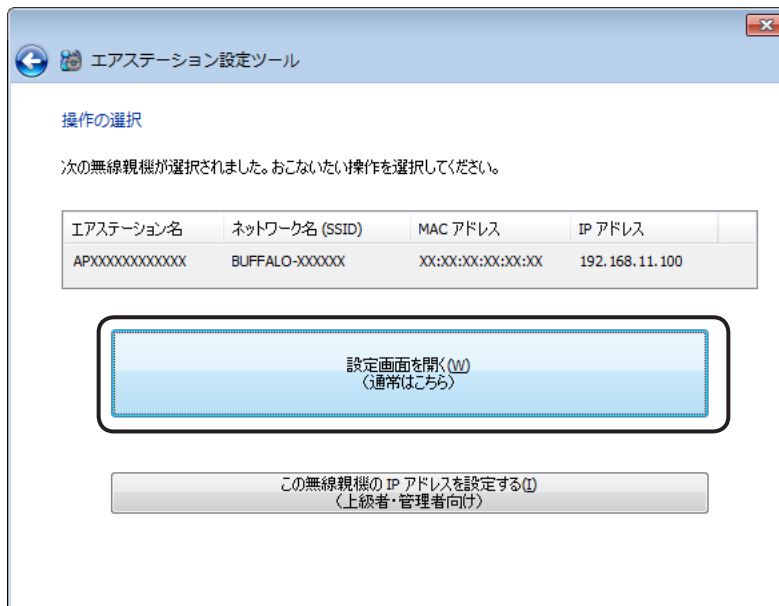 エアステーション設定ツール
操作の選択
次の無線親機が選択されました。おこないたい操作を選択してください。
エアステーション名 ネットワーク名 (SSID) MAC アドレス IP アドレス
APXXXXXXXXXXXX BUFFALO-XXXXXX XX:XX:XX:XX:XX:XX 192.168.11.100
設定画面を開く(W)
(通常はこちら)
この無線親機の IP アドレスを設定する(I)
(上級者・管理者向け)